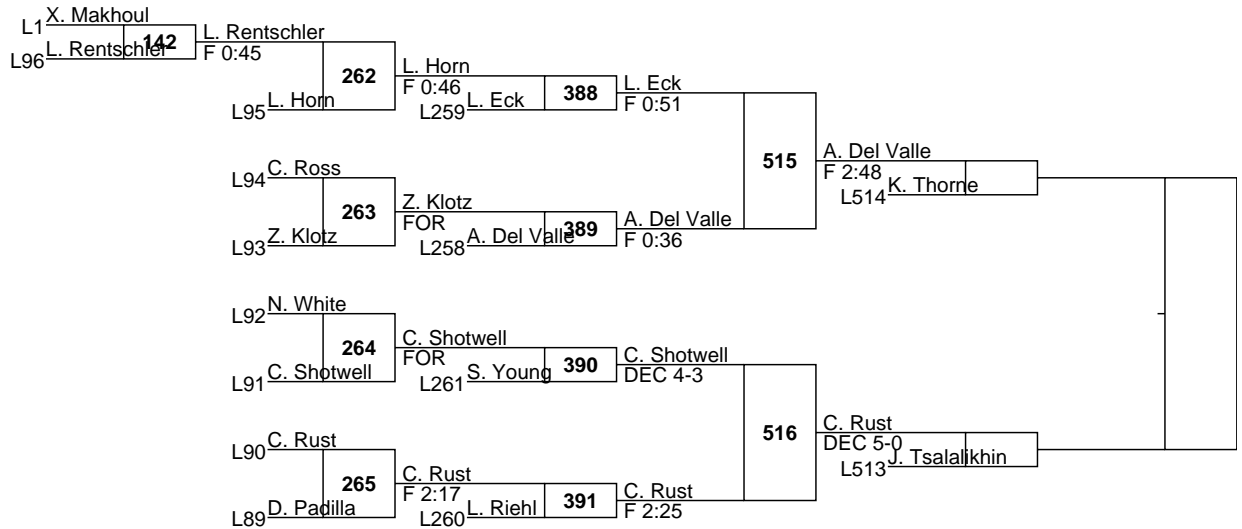 X. Makhoul
L1
142
L. Rentschler
L. Rentschler
L96
F 0:45
262
L. Horn
F 0:46
L. Horn
L95
L. Eck
L259
388
L. Eck
F 0:51
515
A. Del Valle
F 2:48
K. Thorne
L514
C. Ross
L94
263
Z. Klotz
FOR
Z. Klotz
L93
A. Del Valle
L258
389
A. Del Valle
F 0:36
N. White
L92
264
C. Shotwell
FOR
C. Shotwell
L91
S. Young
L261
390
C. Shotwell
DEC 4-3
516
C. Rust
DEC 5-0
J. Tsalalikhin
L513
C. Rust
L90
265
C. Rust
F 2:17
D. Padilla
L89
L. Riehl
L260
391
C. Rust
F 2:25